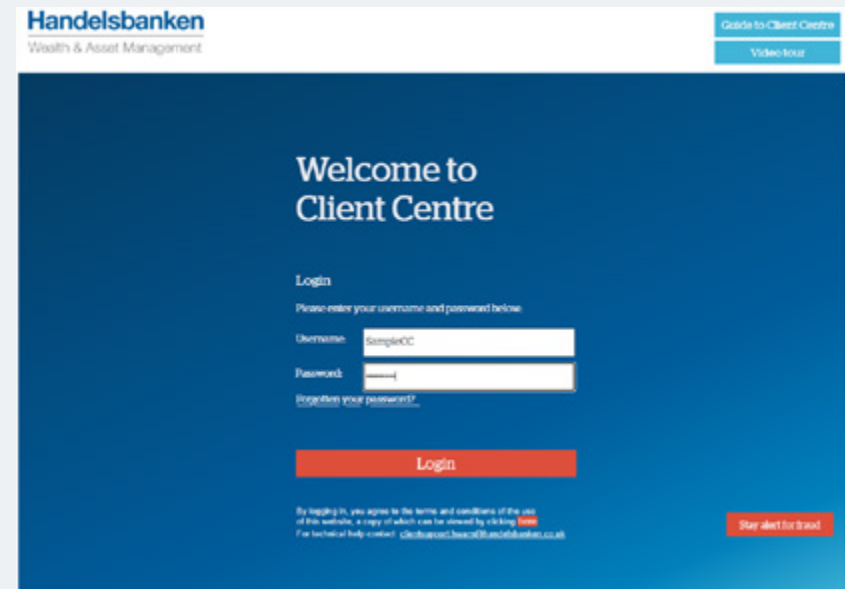 Handelsbanken
Wealth & Asset Management
Guide to Client Centre
Video tour
Welcome to
Client Centre
Login
Please enter your username and password below.
Username:
SampleCC
Password:
Forgotten your password?
Login
By logging in, you agree to the terms and conditions of the use
of this website, a copy of which can be viewed by clicking here
For technical help contact:
Stay alert for fraud